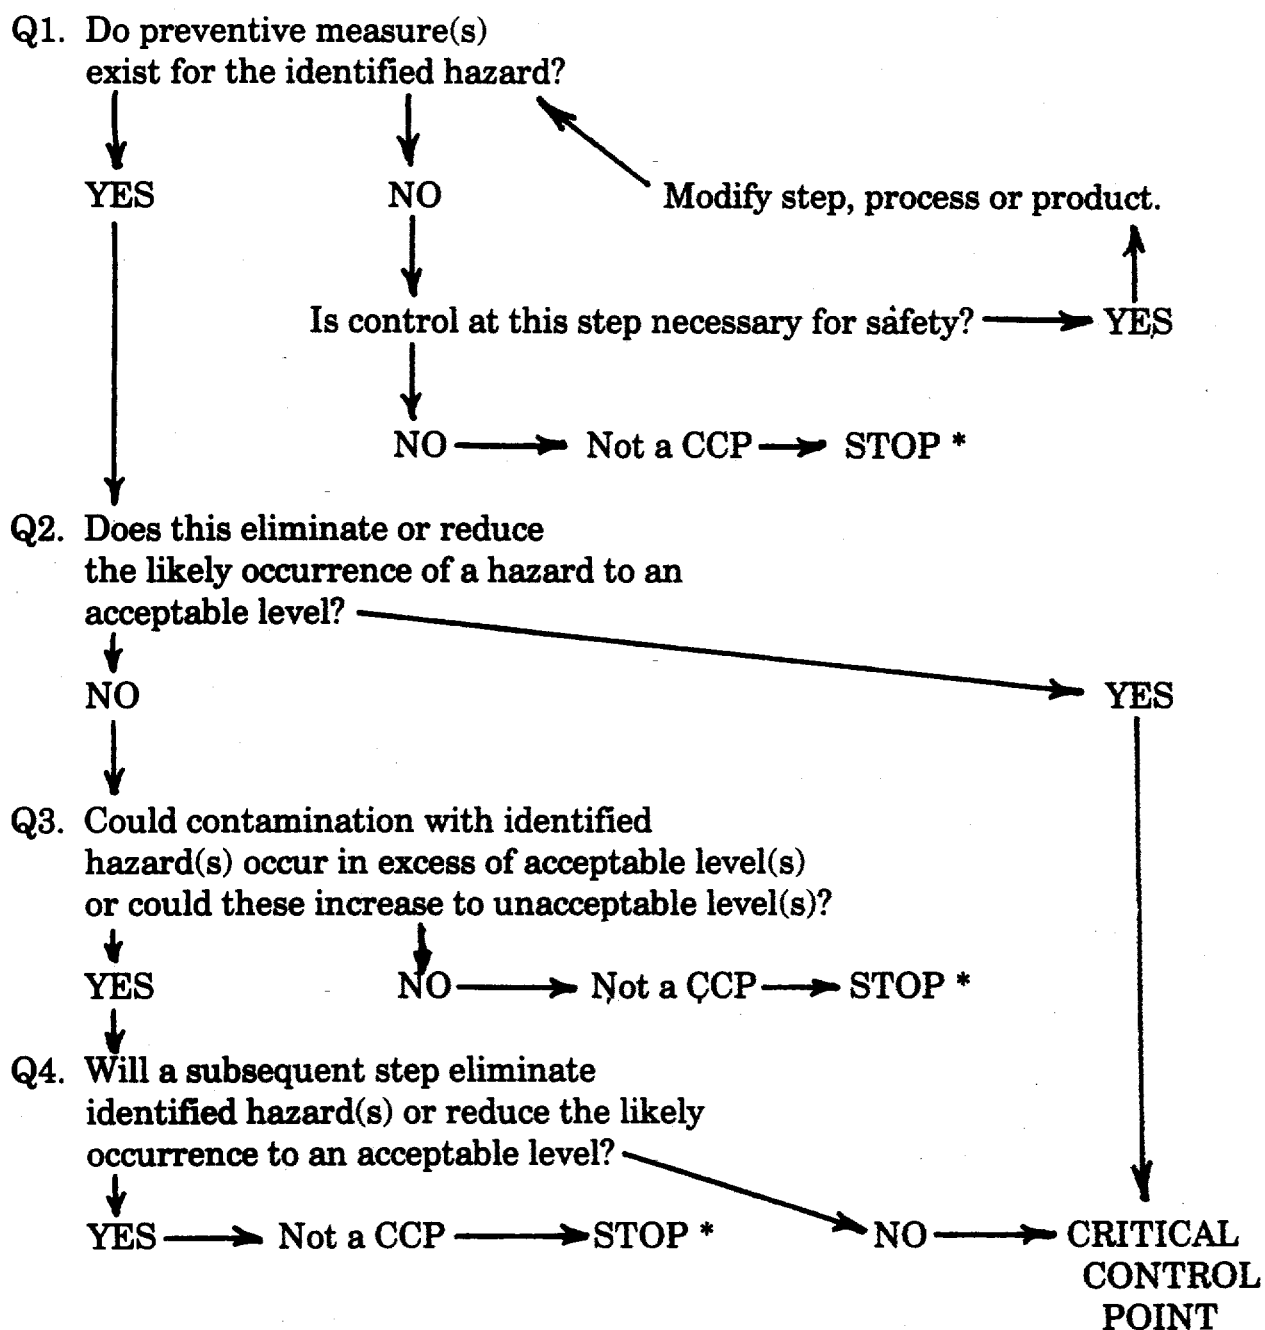 Q1. Do preventive measure(s)
exist for the identified hazard?
YES
NO
Modify step, process or product.
Is control at this step necessary for safety?
YES
NO
Not a CCP
STOP *
Q2. Does this eliminate or reduce
the likely occurrence of a hazard to an
acceptable level?
NO
YES
Q3. Could contamination with identified
hazard(s) occur in excess of acceptable level(s)
or could these increase to unacceptable level(s)?
YES
NO
Not a CCP
STOP *
Q4. Will a subsequent step eliminate
identified hazard(s) or reduce the likely
occurrence to an acceptable level?
YES
Not a CCP
STOP *
NO
CRITICAL
CONTROL
POINT